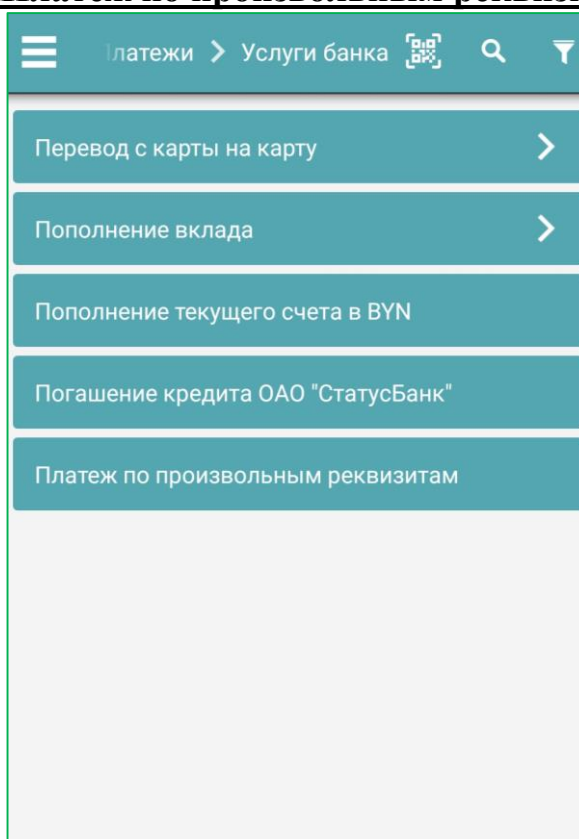 Платежи > Услуги банка
Перевод с карты на карту
Пополнение вклада
Пополнение текущего счета в BYN
Погашение кредита ОАО "СтатусБанк"
Платеж по произвольным реквизитам